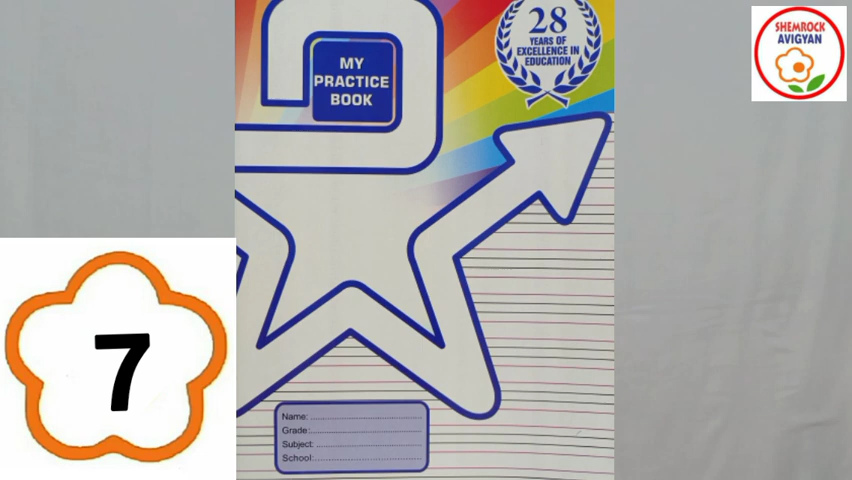 MY
PRACTICE
BOOK
28
YEARS OF
EXCELLENCE IN
EDUCATION
SHEMROCK
AVIGYAN
7
Name:
Grade:
Subject:
School: